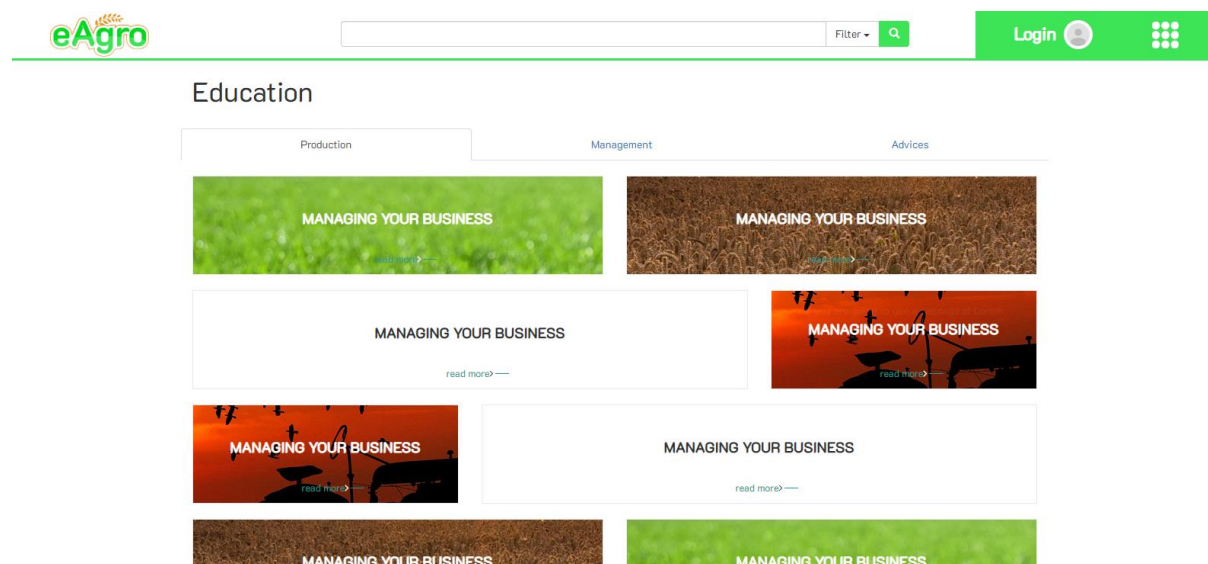 eAgro
Filter
Login
Education
Production
Management
Advices
MANAGING YOUR BUSINESS
read more
MANAGING YOUR BUSINESS
read more
MANAGING YOUR BUSINESS
read more
MANAGING YOUR BUSINESS
read more
MANAGING YOUR BUSINESS
read more
MANAGING YOUR BUSINESS
read more
MANAGING YOUR BUSINESS
MANAGING YOUR BUSINESS